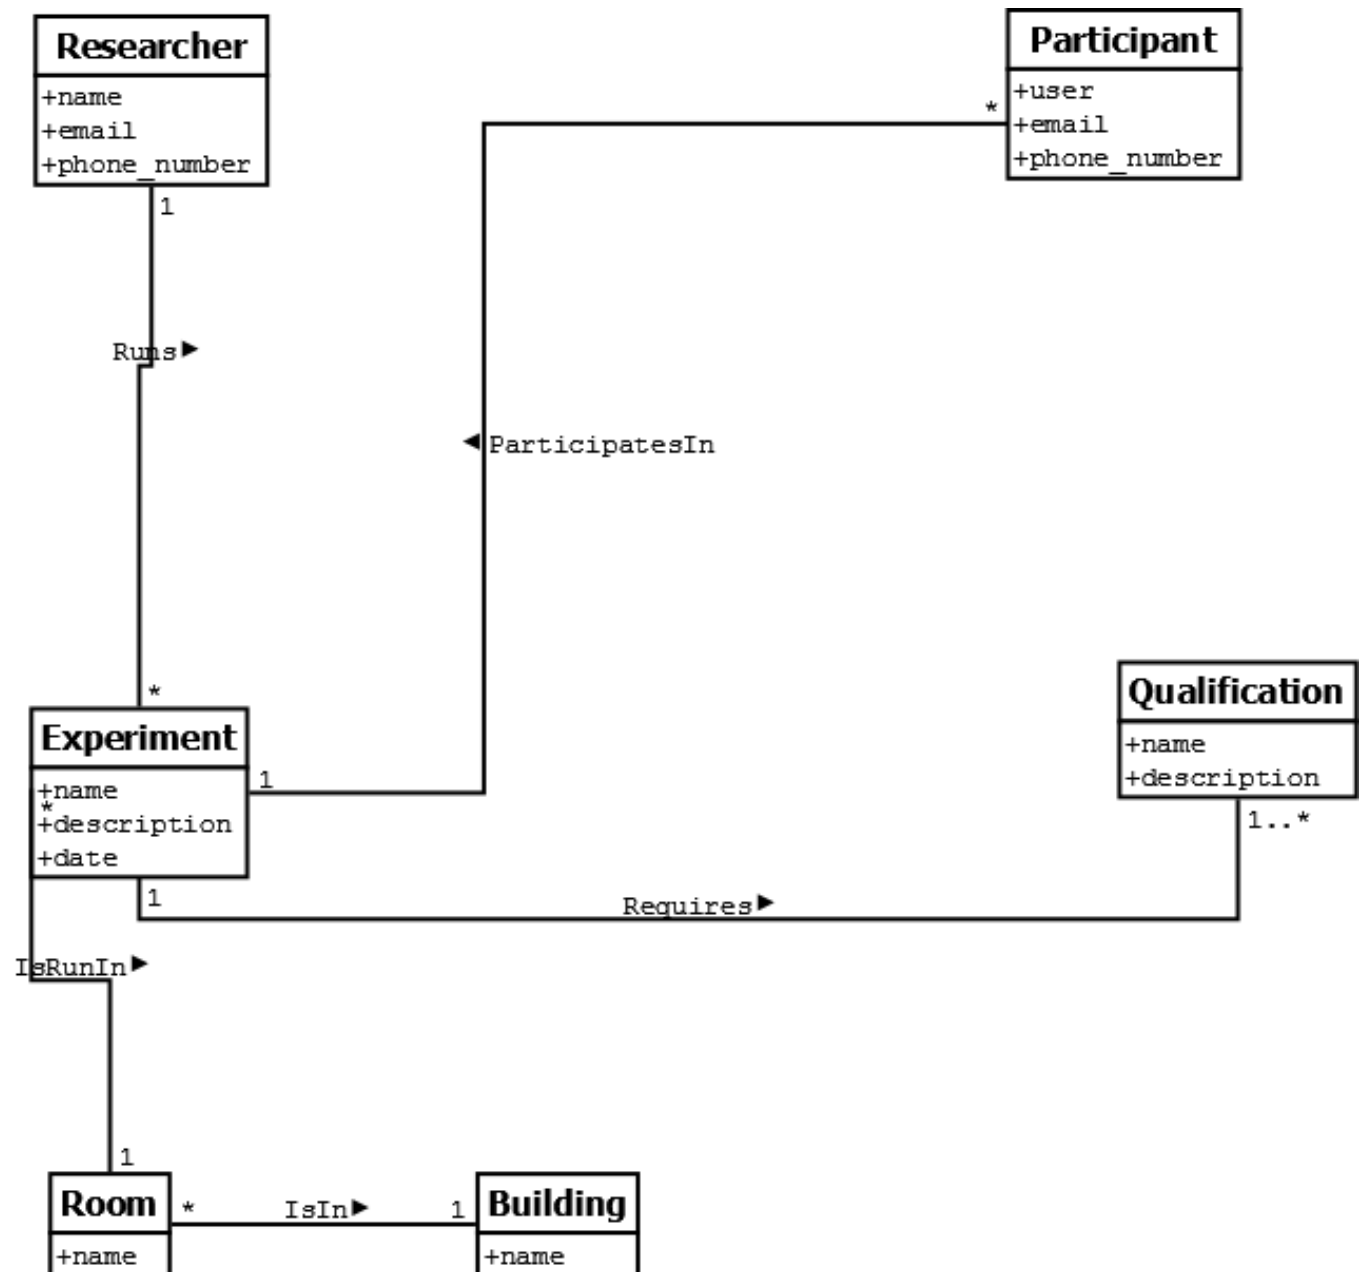 Researcher
+name
+email
+phone_number
1
Participant
+user
+email
+phone_number
*
Runs►
◄ParticipatesIn
*
Experiment
+name
*
+description
+date
1
1
Qualification
+name
+description
1..*
Requires►
IsRunIn►
1
Room
+name
*
IsIn►
1
Building
+name